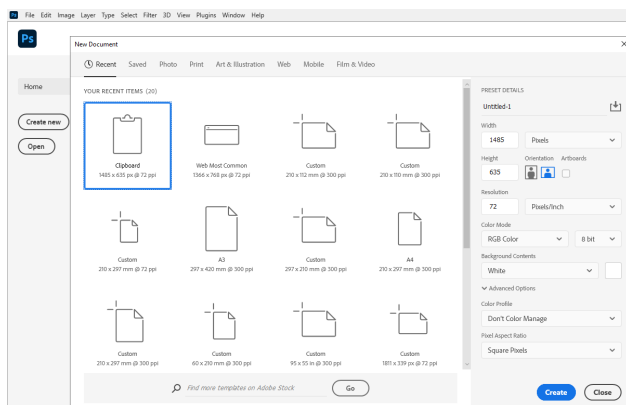 Ps File Edit Image Layer Type Select Filter 3D View Plugins Window Help
Ps
New Document
Recent Saved Photo Print Art & Illustration Web Mobile Film & Video
Home
Create new
Open
YOUR RECENT ITEMS (20)
Clipboard
1485 x 635 px @ 72 ppi
Web Most Common
1366 x 768 px @ 72 ppi
Custom
210 x 112 mm @ 300 ppi
Custom
210 x 110 mm @ 300 ppi
Custom
210 x 297 mm @ 72 ppi
A3
297 x 420 mm @ 300 ppi
Custom
297 x 210 mm @ 300 ppi
A4
210 x 297 mm @ 300 ppi
Custom
210 x 297 mm @ 300 ppi
Custom
60 x 210 mm @ 300 ppi
Custom
95 x 55 in @ 300 ppi
Custom
1811 x 339 px @ 72 ppi
Find more templates on Adobe Stock Go
PRESET DETAILS
Untitled-1
Width
1485 Pixels
Height Orientation Artboards
635
Resolution
72 Pixels/Inch
Color Mode
RGB Color 8 bit
Background Contents
White
Advanced Options
Color Profile
Don't Color Manage
Pixel Aspect Ratio
Square Pixels
Create Close